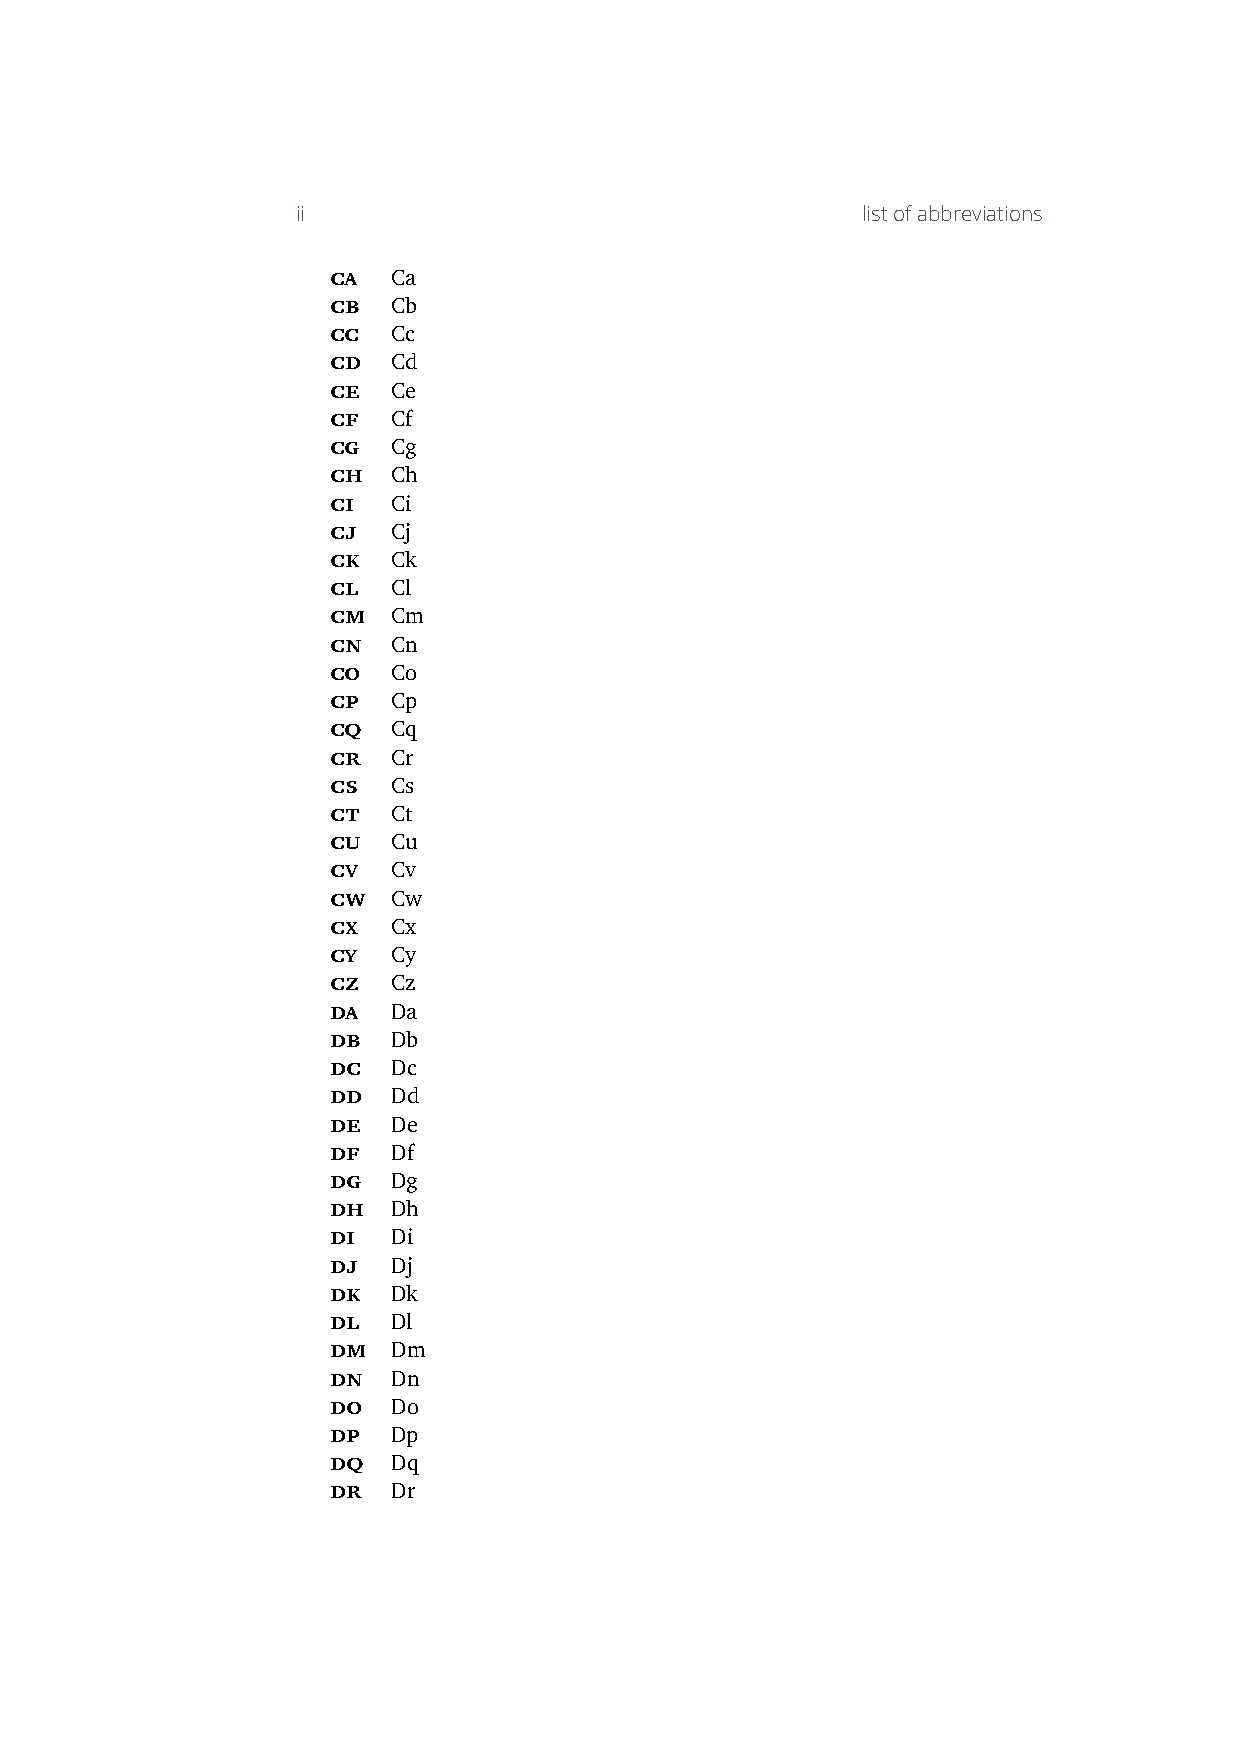 ii list of abbreviations
CA Ca
CB Cb
CC Cc
CD Cd
CE Ce
CF Cf
CG Cg
CH Ch
CI Ci
CJ Cj
CK Ck
CL Cl
CM Cm
CN Cn
CO Co
CP Cp
CQ Cq
CR Cr
CS Cs
CT Ct
CU Cu
CV Cv
CW Cw
CX Cx
CY Cy
CZ Cz
DA Da
DB Db
DC Dc
DD Dd
DE De
DF Df
DG Dg
DH Dh
DI Di
DJ Dj
DK Dk
DL Dl
DM Dm
DN Dn
DO Do
DP Dp
DQ Dq
DR Dr